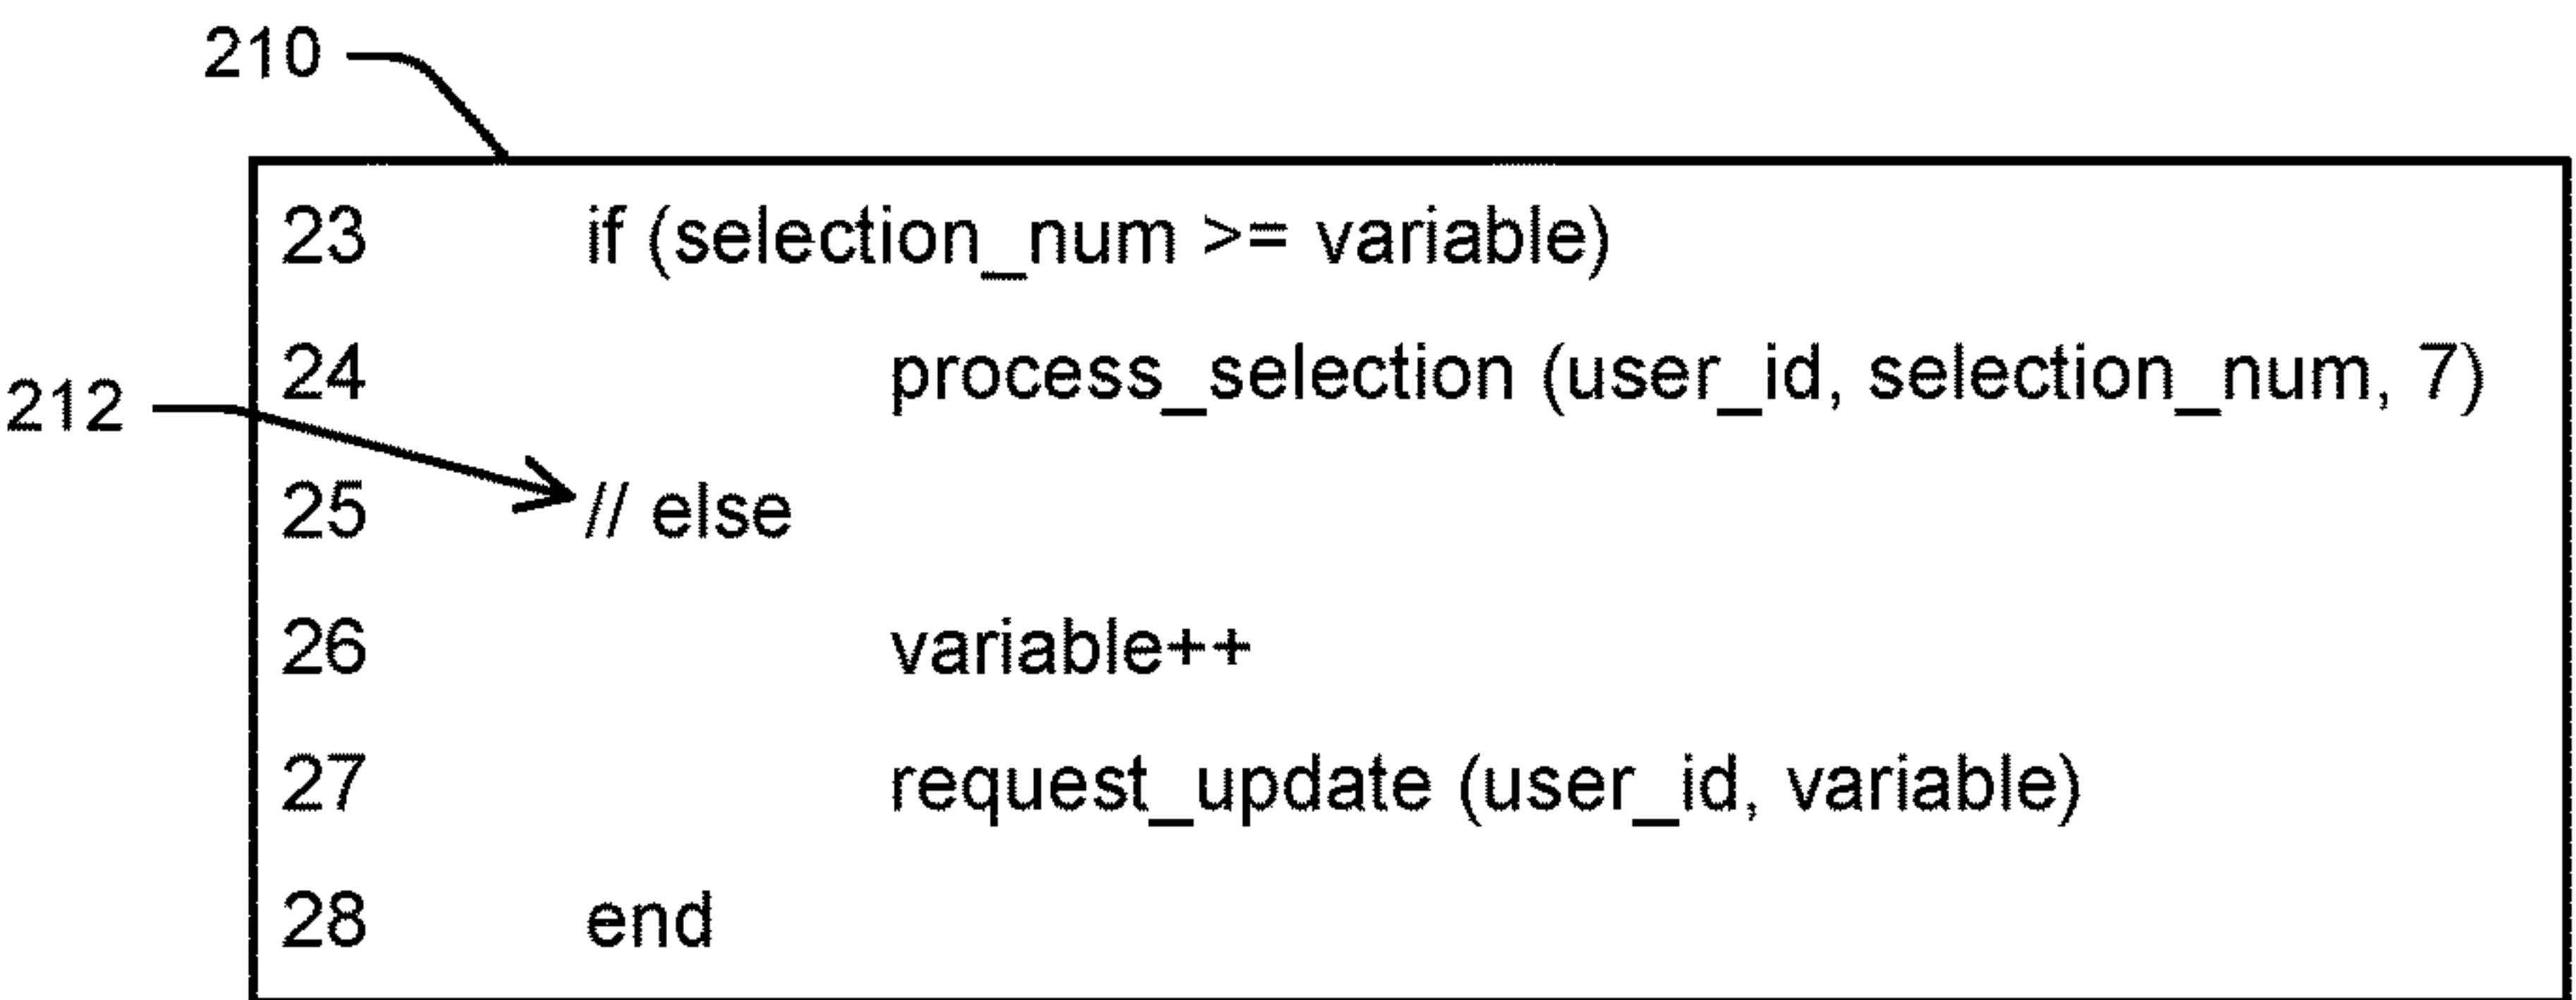 210
23 if (selection_num >= variable)
24 process_selection (user_id, selection_num, 7)
212
25 // else
26 variable++
27 request_update (user_id, variable)
28 end